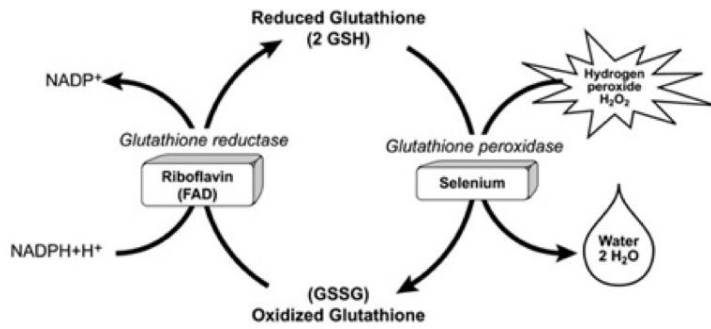 Reduced Glutathione
(2 GSH)
NADP⁺
Hydrogen
peroxide
H₂O₂
Glutathione reductase
Glutathione peroxidase
Riboflavin
(FAD)
Selenium
NADPH+H⁺
Water
2 H₂O
(GSSG)
Oxidized Glutathione